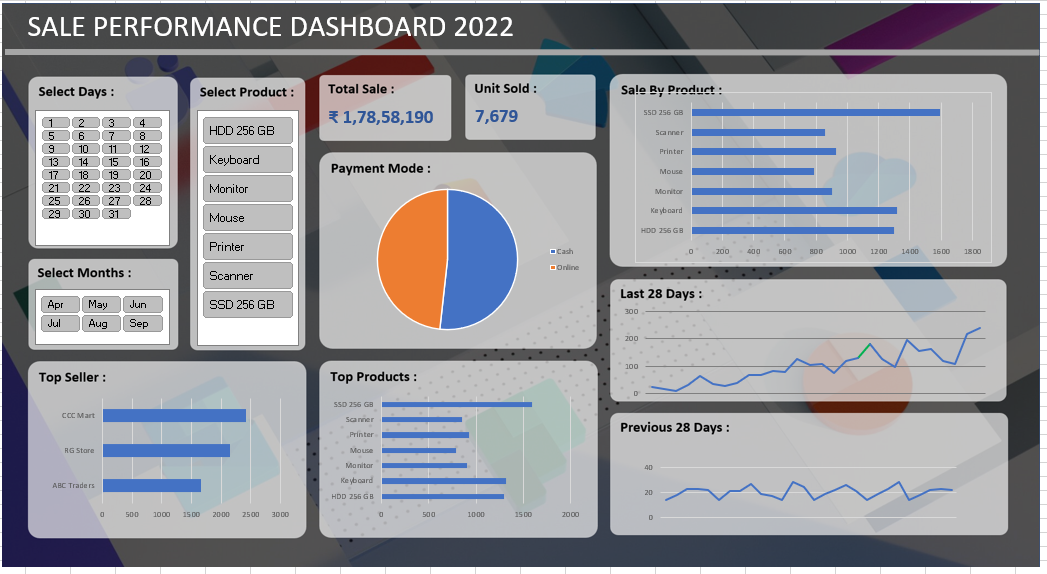 SALE PERFORMANCE DASHBOARD 2022
Select Days :
1 2 3 4
5 6 7 8
9 10 11 12
13 14 15 16
17 18 19 20
21 22 23 24
25 26 27 28
29 30 31
Select Months :
Apr May Jun
Jul Aug Sep
Select Product :
HDD 256 GB
Keyboard
Monitor
Mouse
Printer
Scanner
SSD 256 GB
Total Sale :
₹ 1,78,58,190
Unit Sold :
7,679
Payment Mode :
Cash
Online
Sale By Product :
SSD 256 GB
Scanner
Printer
Mouse
Monitor
Keyboard
HDD 256 GB
0 200 400 600 800 1000 1200 1400 1600 1800
Last 28 Days :
300
200
100
0
Previous 28 Days :
40
20
0
Top Seller :
CCC Mart
RG Store
ABC Traders
0 500 1000 1500 2000 2500 3000
Top Products :
SSD 256 GB
Scanner
Printer
Mouse
Monitor
Keyboard
HDD 256 GB
0 500 1000 1500 2000